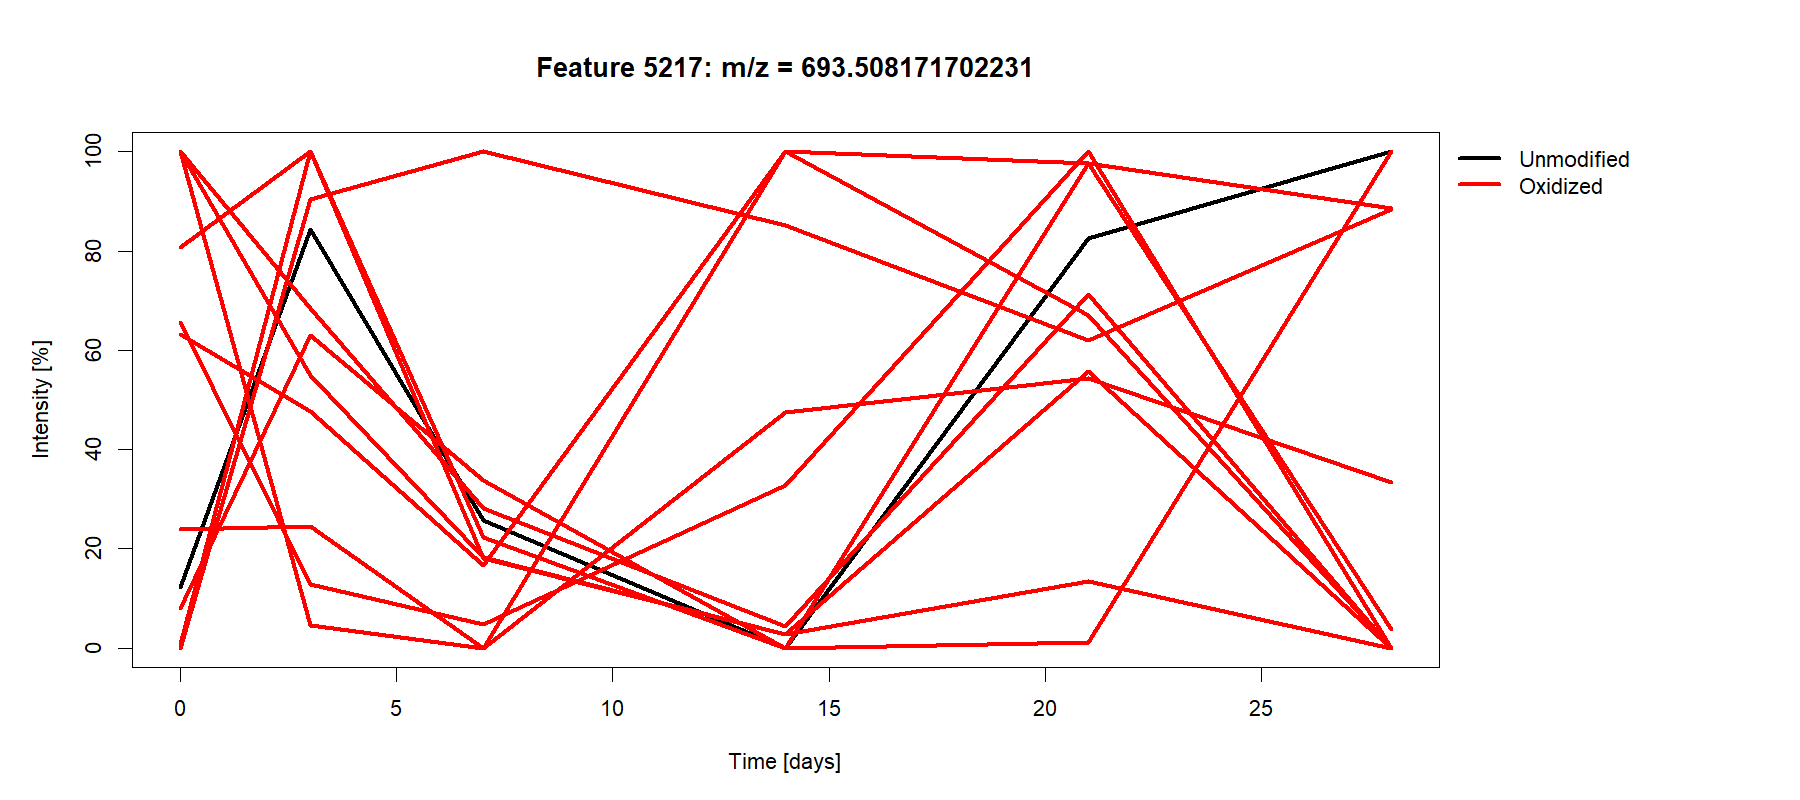 Feature 5217: m/z = 693.508171702231
Unmodified
Oxidized
Intensity [%]
100
80
60
40
20
0
0 5 10 15 20 25
Time [days]